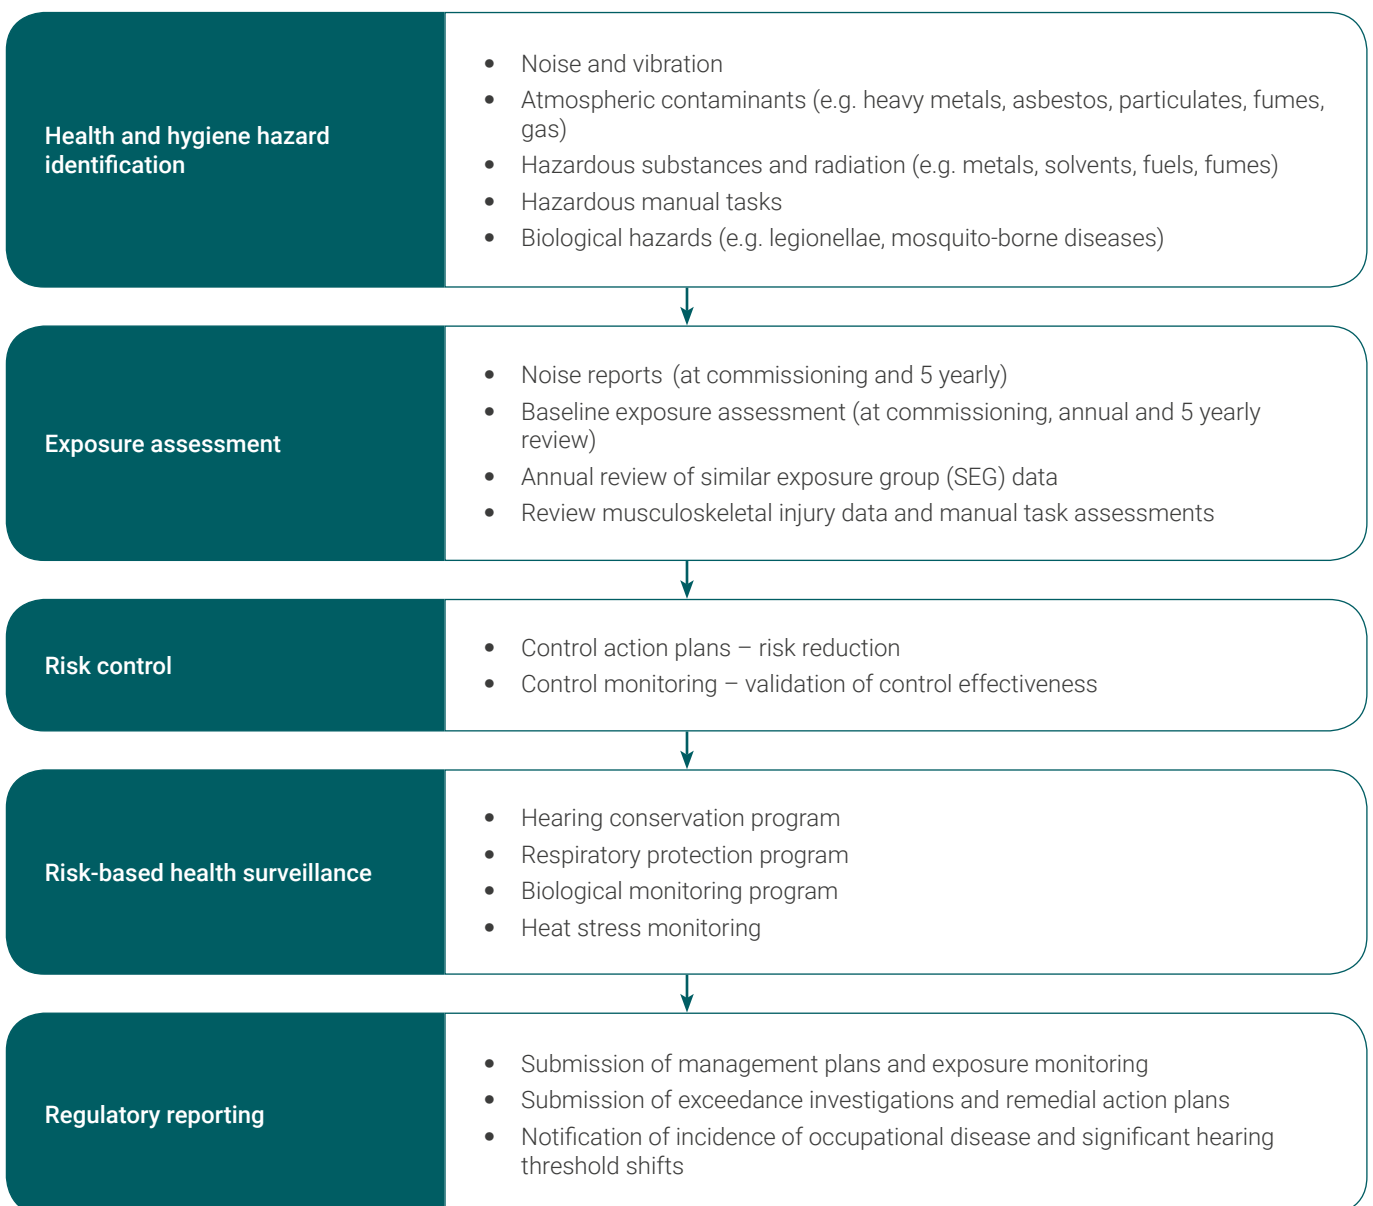 Health and hygiene hazard
identification
• Noise and vibration
• Atmospheric contaminants (e.g. heavy metals, asbestos, particulates, fumes,
gas)
• Hazardous substances and radiation (e.g. metals, solvents, fuels, fumes)
• Hazardous manual tasks
• Biological hazards (e.g. legionellae, mosquito-borne diseases)
Exposure assessment
• Noise reports (at commissioning and 5 yearly)
• Baseline exposure assessment (at commissioning, annual and 5 yearly
review)
• Annual review of similar exposure group (SEG) data
• Review musculoskeletal injury data and manual task assessments
Risk control
• Control action plans – risk reduction
• Control monitoring – validation of control effectiveness
Risk-based health surveillance
• Hearing conservation program
• Respiratory protection program
• Biological monitoring program
• Heat stress monitoring
Regulatory reporting
• Submission of management plans and exposure monitoring
• Submission of exceedance investigations and remedial action plans
• Notification of incidence of occupational disease and significant hearing
threshold shifts